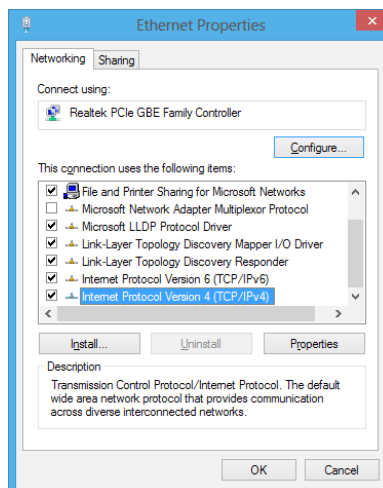 Ethernet Properties
Networking
Sharing
Connect using:
Realtek PCIe GBE Family Controller
Configure...
This connection uses the following items:
File and Printer Sharing for Microsoft Networks
Microsoft Network Adapter Multiplexor Protocol
Microsoft LLDP Protocol Driver
Link-Layer Topology Discovery Mapper I/O Driver
Link-Layer Topology Discovery Responder
Internet Protocol Version 6 (TCP/IPv6)
Internet Protocol Version 4 (TCP/IPv4)
Install...
Uninstall
Properties
Description
Transmission Control Protocol/Internet Protocol. The default
wide area network protocol that provides communication
across diverse interconnected networks.
OK
Cancel